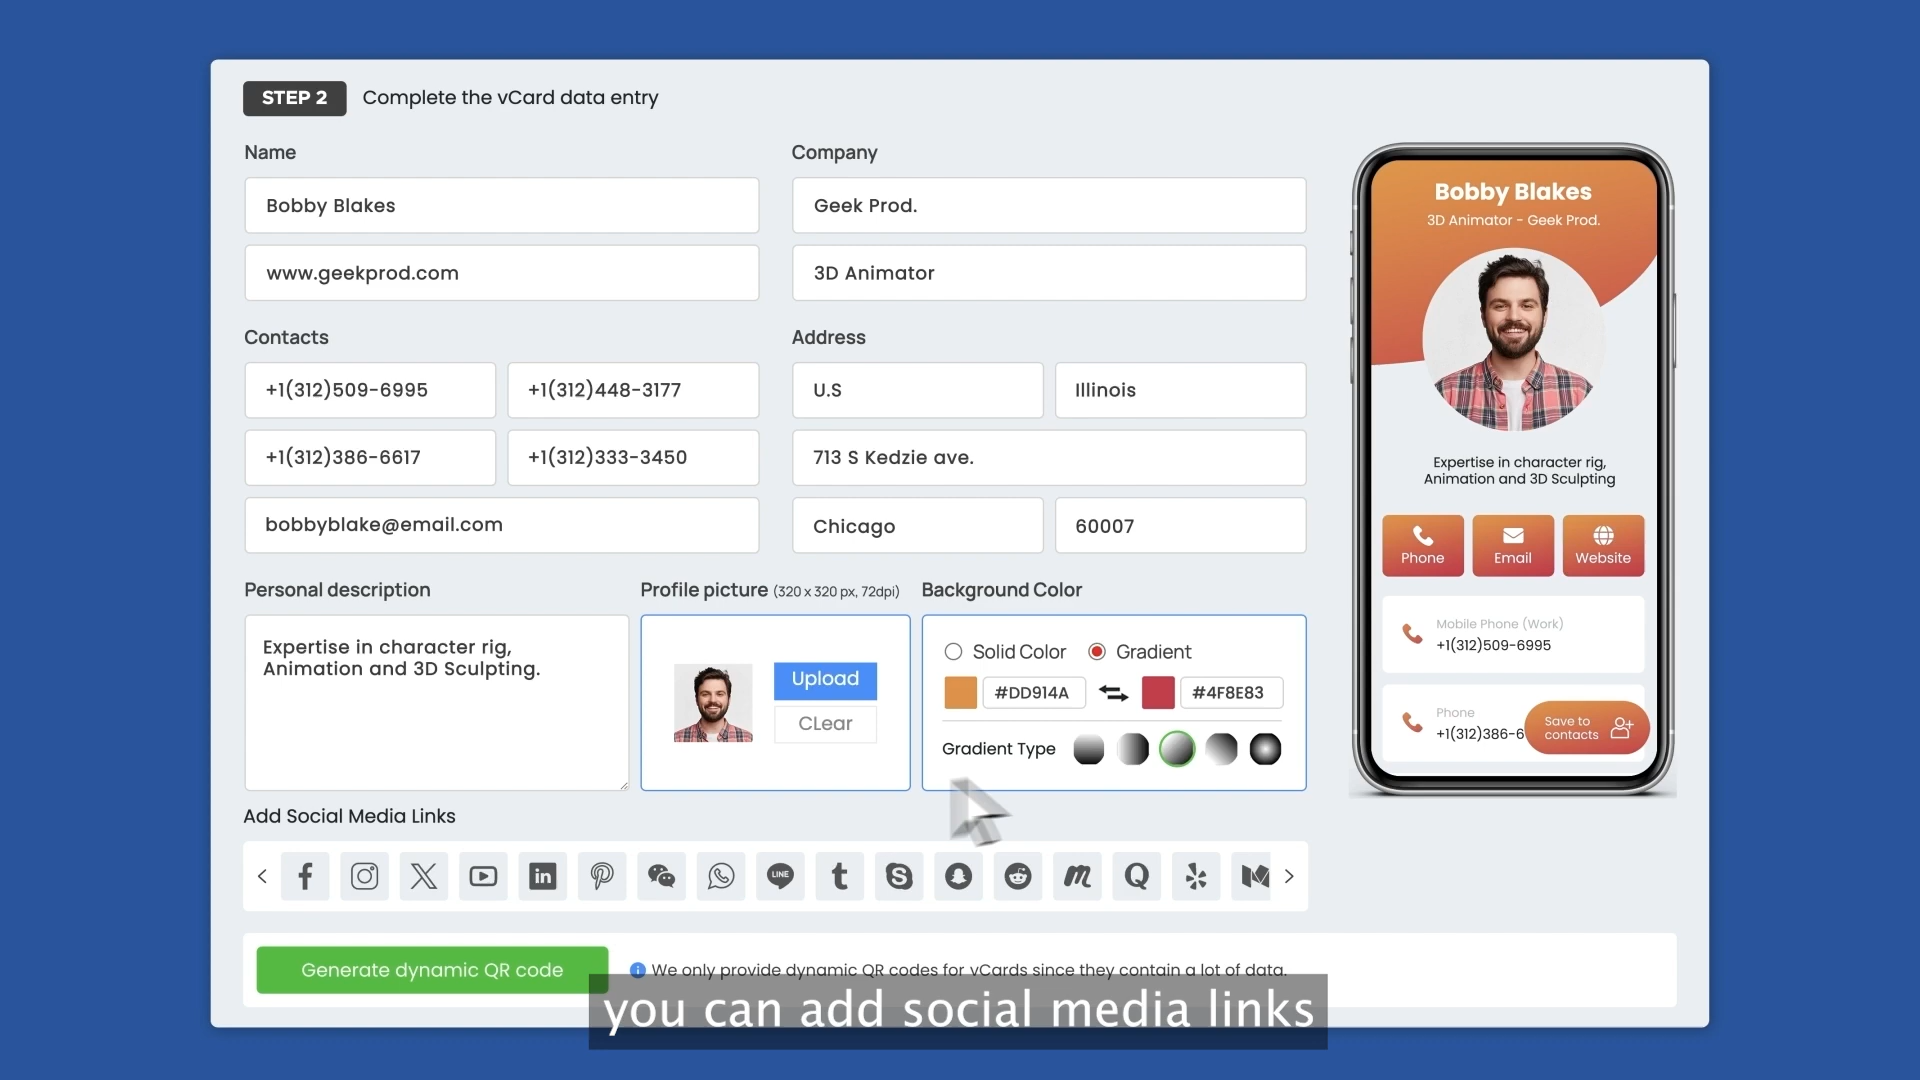 STEP 2 Complete the vCard data entry
Name
Bobby Blakes
www.geekprod.com
Company
Geek Prod.
3D Animator
Contacts
+1(312)509-6995 +1(312)448-3177
+1(312)386-6617 +1(312)333-3450
bobbyblake@email.com
Address
U.S Illinois
713 S Kedzie ave.
Chicago 60007
Personal description
Expertise in character rig,
Animation and 3D Sculpting.
Profile picture (320 x 320 px, 72dpi)
Upload
CLear
Background Color
Solid Color Gradient
#DD914A #4F8E83
Gradient Type
Add Social Media Links
LINE
Generate dynamic QR code
We only provide dynamic QR codes for vCards since they contain a lot of data.
Bobby Blakes
3D Animator - Geek Prod.
Expertise in character rig,
Animation and 3D Sculpting
Phone Email Website
Mobile Phone (Work)
+1(312)509-6995
Phone
+1(312)386-6
Save to
contacts
you can add social media links